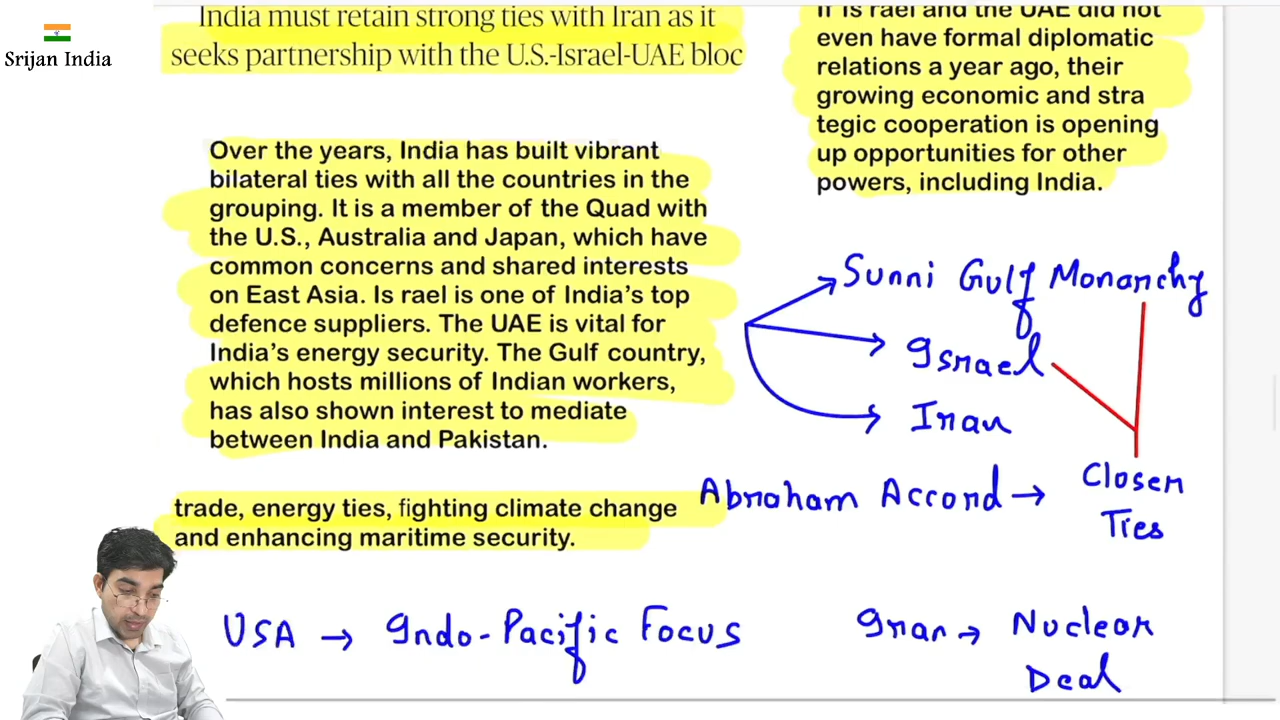 Srijan India
India must retain strong ties with Iran as it
seeks partnership with the U.S.-Israel-UAE bloc
If Is rael and the UAE did not
even have formal diplomatic
relations a year ago, their
growing economic and stra
tegic cooperation is opening
up opportunities for other
powers, including India.
Over the years, India has built vibrant
bilateral ties with all the countries in the
grouping. It is a member of the Quad with
the U.S., Australia and Japan, which have
common concerns and shared interests
on East Asia. Is rael is one of India's top
defence suppliers. The UAE is vital for
India's energy security. The Gulf country,
which hosts millions of Indian workers,
has also shown interest to mediate
between India and Pakistan.
trade, energy ties, fighting climate change
and enhancing maritime security.
Sunni Gulf Monarchy
Israel
Iran
Abraham Accord →
Closer
Ties
USA → Indo-Pacific Focus
Iran → Nuclear
Deal